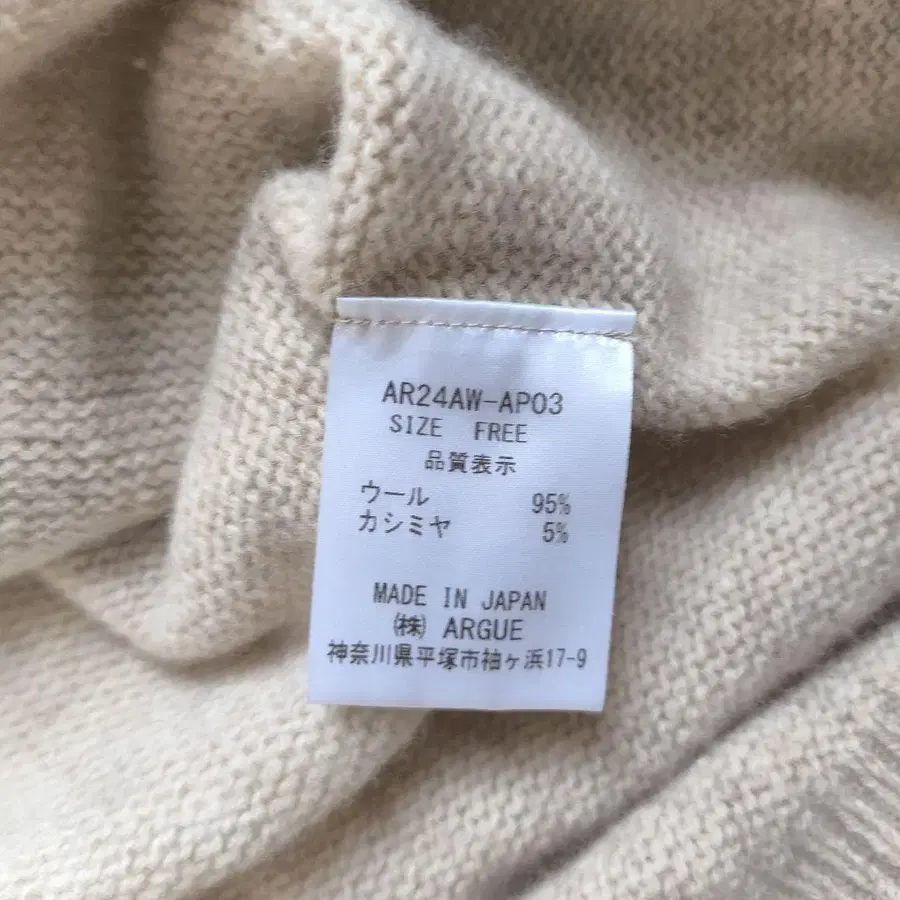 AR24AW-AP03
SIZE FREE
品質表示
ウール 95%
カシミヤ 5%
MADE IN JAPAN
㈱ ARGUE
神奈川県平塚市袖ヶ浜17-9